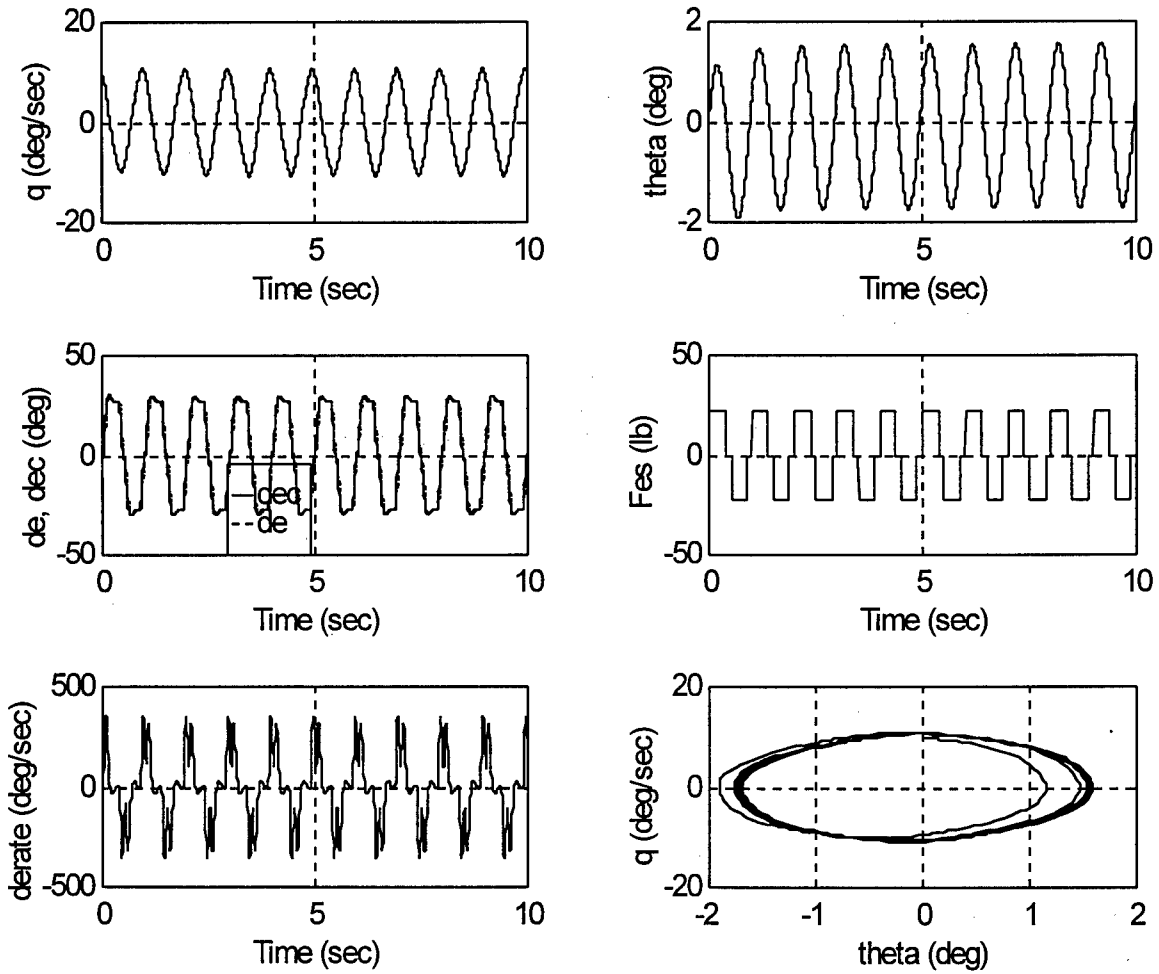 20
0
-20
q (deg/sec)
0 5 10
Time (sec)
2
0
-2
theta (deg)
0 5 10
Time (sec)
50
0
-50
de, dec (deg)
dec
de
0 5 10
Time (sec)
50
0
-50
Fes (lb)
0 5 10
Time (sec)
500
0
-500
derate (deg/sec)
0 5 10
Time (sec)
20
0
-20
q (deg/sec)
-2 -1 0 1 2
theta (deg)